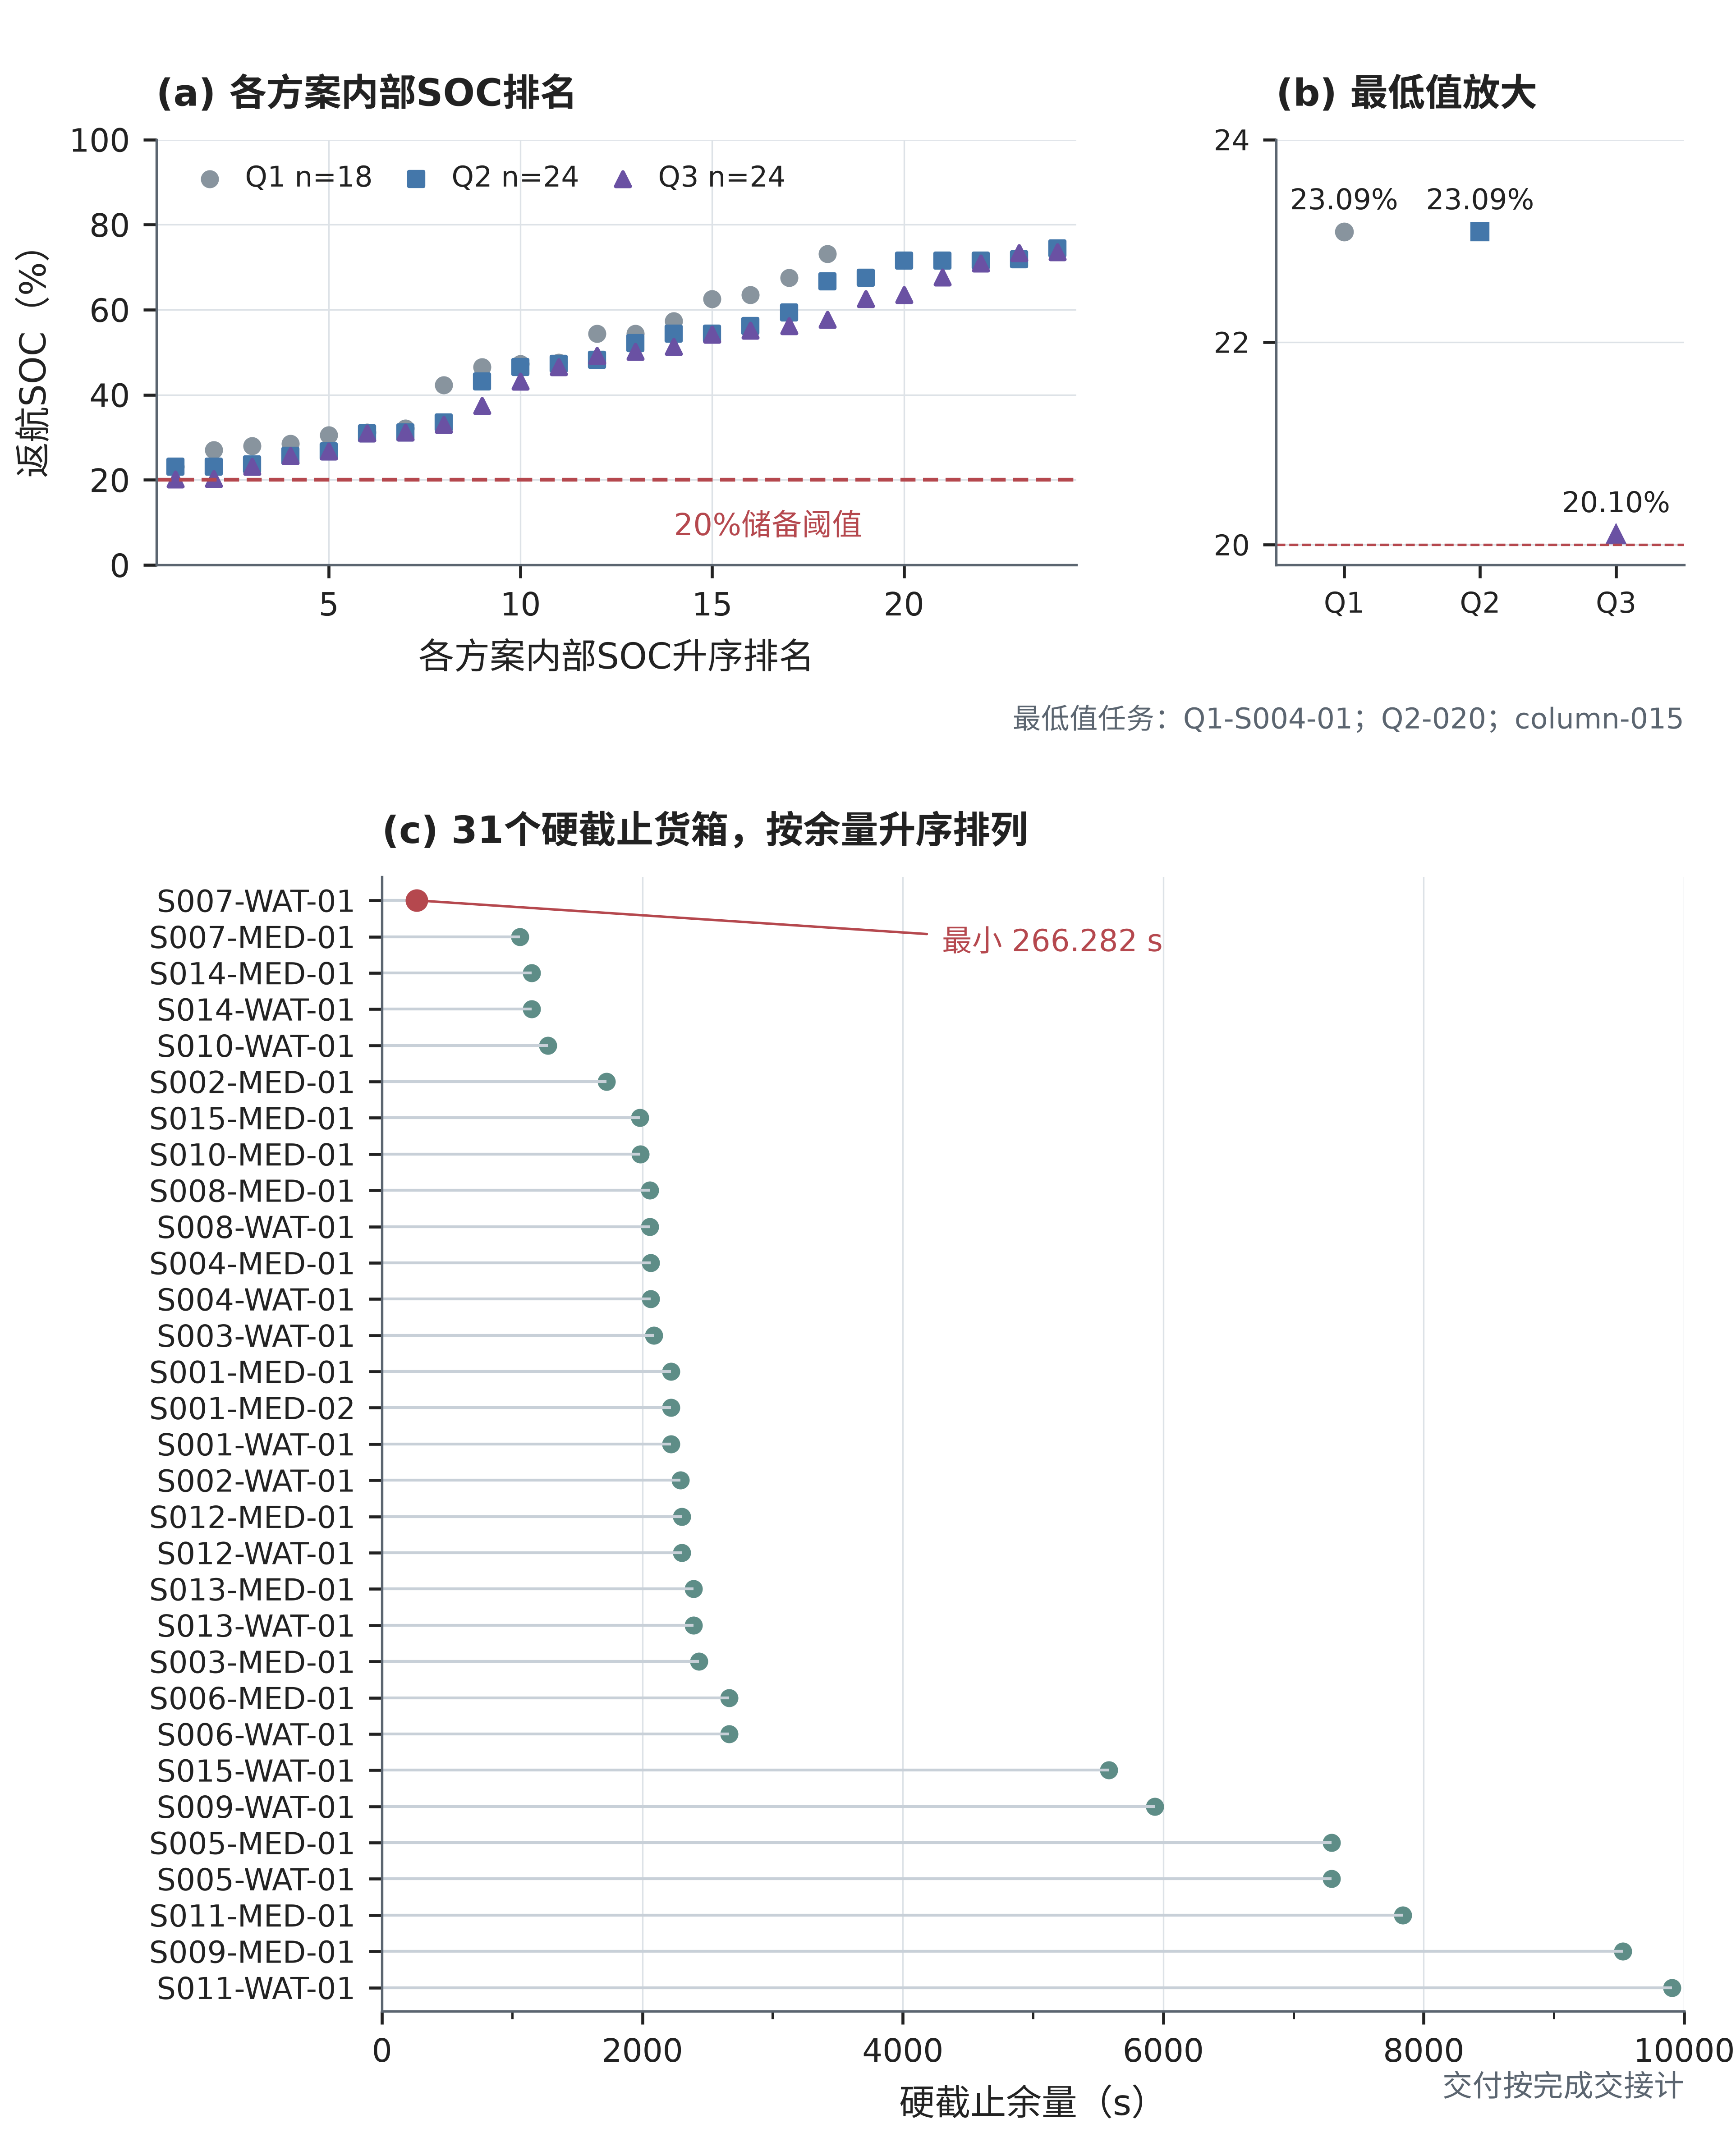 (a) 各方案内部SOC排名
100
80
60
40
20
0
返航SOC（%）
Q1 n=18 Q2 n=24 Q3 n=24
20%储备阈值
5 10 15 20
各方案内部SOC升序排名
(b) 最低值放大
24
22
20
23.09% 23.09%
20.10%
Q1 Q2 Q3
最低值任务：Q1-S004-01；Q2-020；column-015
(c) 31个硬截止货箱，按余量升序排列
S007-WAT-01
最小 266.282 s
S007-MED-01
S014-MED-01
S014-WAT-01
S010-WAT-01
S002-MED-01
S015-MED-01
S010-MED-01
S008-MED-01
S008-WAT-01
S004-MED-01
S004-WAT-01
S003-WAT-01
S001-MED-01
S001-MED-02
S001-WAT-01
S002-WAT-01
S012-MED-01
S012-WAT-01
S013-MED-01
S013-WAT-01
S003-MED-01
S006-MED-01
S006-WAT-01
S015-WAT-01
S009-WAT-01
S005-MED-01
S005-WAT-01
S011-MED-01
S009-MED-01
S011-WAT-01
0 2000 4000 6000 8000 10000
硬截止余量（s）
交付按完成交接计